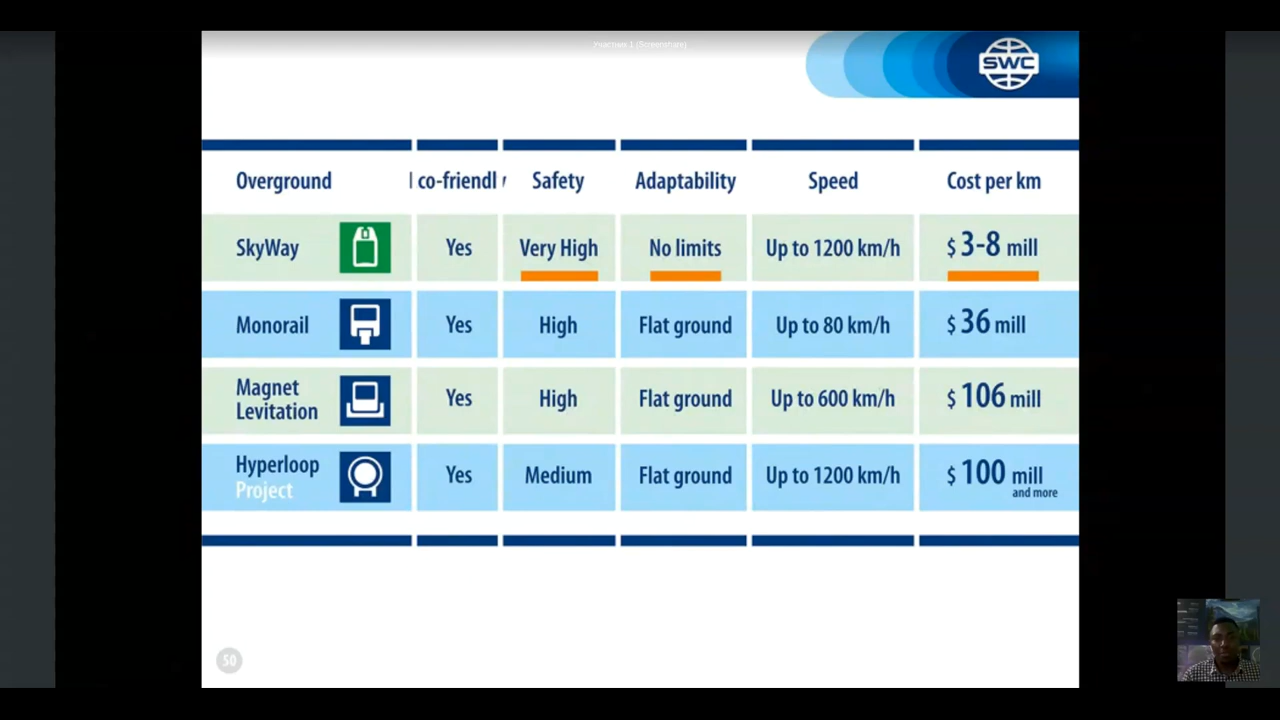 Участник 1 (Screenshare)
SWC
Overground
co-friendl
Safety
Adaptability
Speed
Cost per km
SkyWay
Yes
Very High
No limits
Up to 1200 km/h
$ 3-8 mill
Monorail
Yes
High
Flat ground
Up to 80 km/h
$ 36 mill
Magnet
Levitation
Yes
High
Flat ground
Up to 600 km/h
$ 106 mill
Hyperloop
Project
Yes
Medium
Flat ground
Up to 1200 km/h
$ 100 mill
and more
50